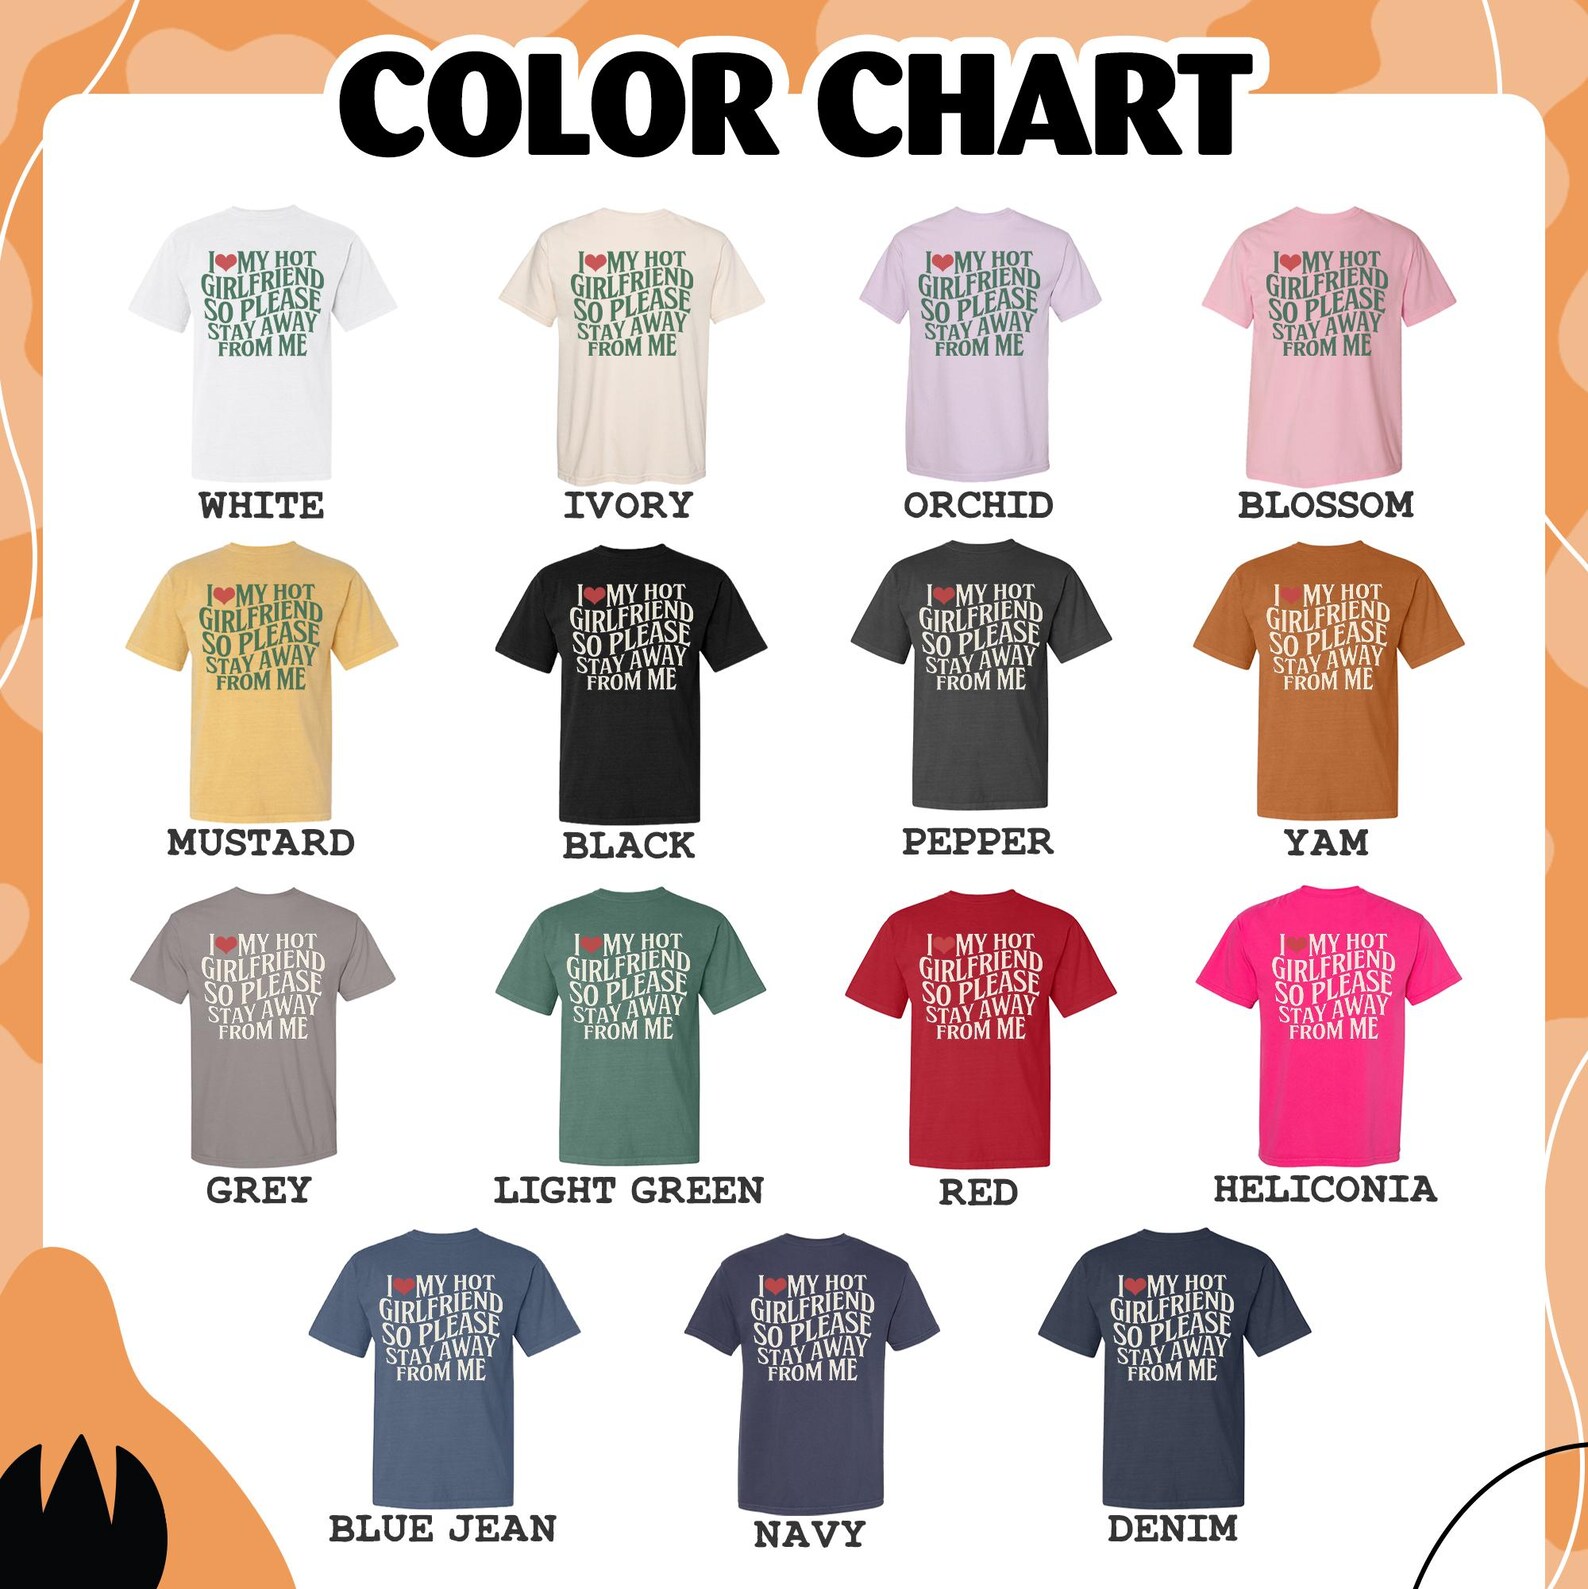 COLOR CHART
I❤MY HOT
GIRLFRIEND
SO PLEASE
STAY AWAY
FROM ME
I❤MY HOT
GIRLFRIEND
SO PLEASE
STAY AWAY
FROM ME
I❤MY HOT
GIRLFRIEND
SO PLEASE
STAY AWAY
FROM ME
I❤MY HOT
GIRLFRIEND
SO PLEASE
STAY AWAY
FROM ME
WHITE
IVORY
ORCHID
BLOSSOM
I❤MY HOT
GIRLFRIEND
SO PLEASE
STAY AWAY
FROM ME
I❤MY HOT
GIRLFRIEND
SO PLEASE
STAY AWAY
FROM ME
I❤MY HOT
GIRLFRIEND
SO PLEASE
STAY AWAY
FROM ME
I❤MY HOT
GIRLFRIEND
SO PLEASE
STAY AWAY
FROM ME
MUSTARD
BLACK
PEPPER
YAM
I❤MY HOT
GIRLFRIEND
SO PLEASE
STAY AWAY
FROM ME
I❤MY HOT
GIRLFRIEND
SO PLEASE
STAY AWAY
FROM ME
I❤MY HOT
GIRLFRIEND
SO PLEASE
STAY AWAY
FROM ME
I❤MY HOT
GIRLFRIEND
SO PLEASE
STAY AWAY
FROM ME
GREY
LIGHT GREEN
RED
HELICONIA
I❤MY HOT
GIRLFRIEND
SO PLEASE
STAY AWAY
FROM ME
I❤MY HOT
GIRLFRIEND
SO PLEASE
STAY AWAY
FROM ME
I❤MY HOT
GIRLFRIEND
SO PLEASE
STAY AWAY
FROM ME
BLUE JEAN
NAVY
DENIM